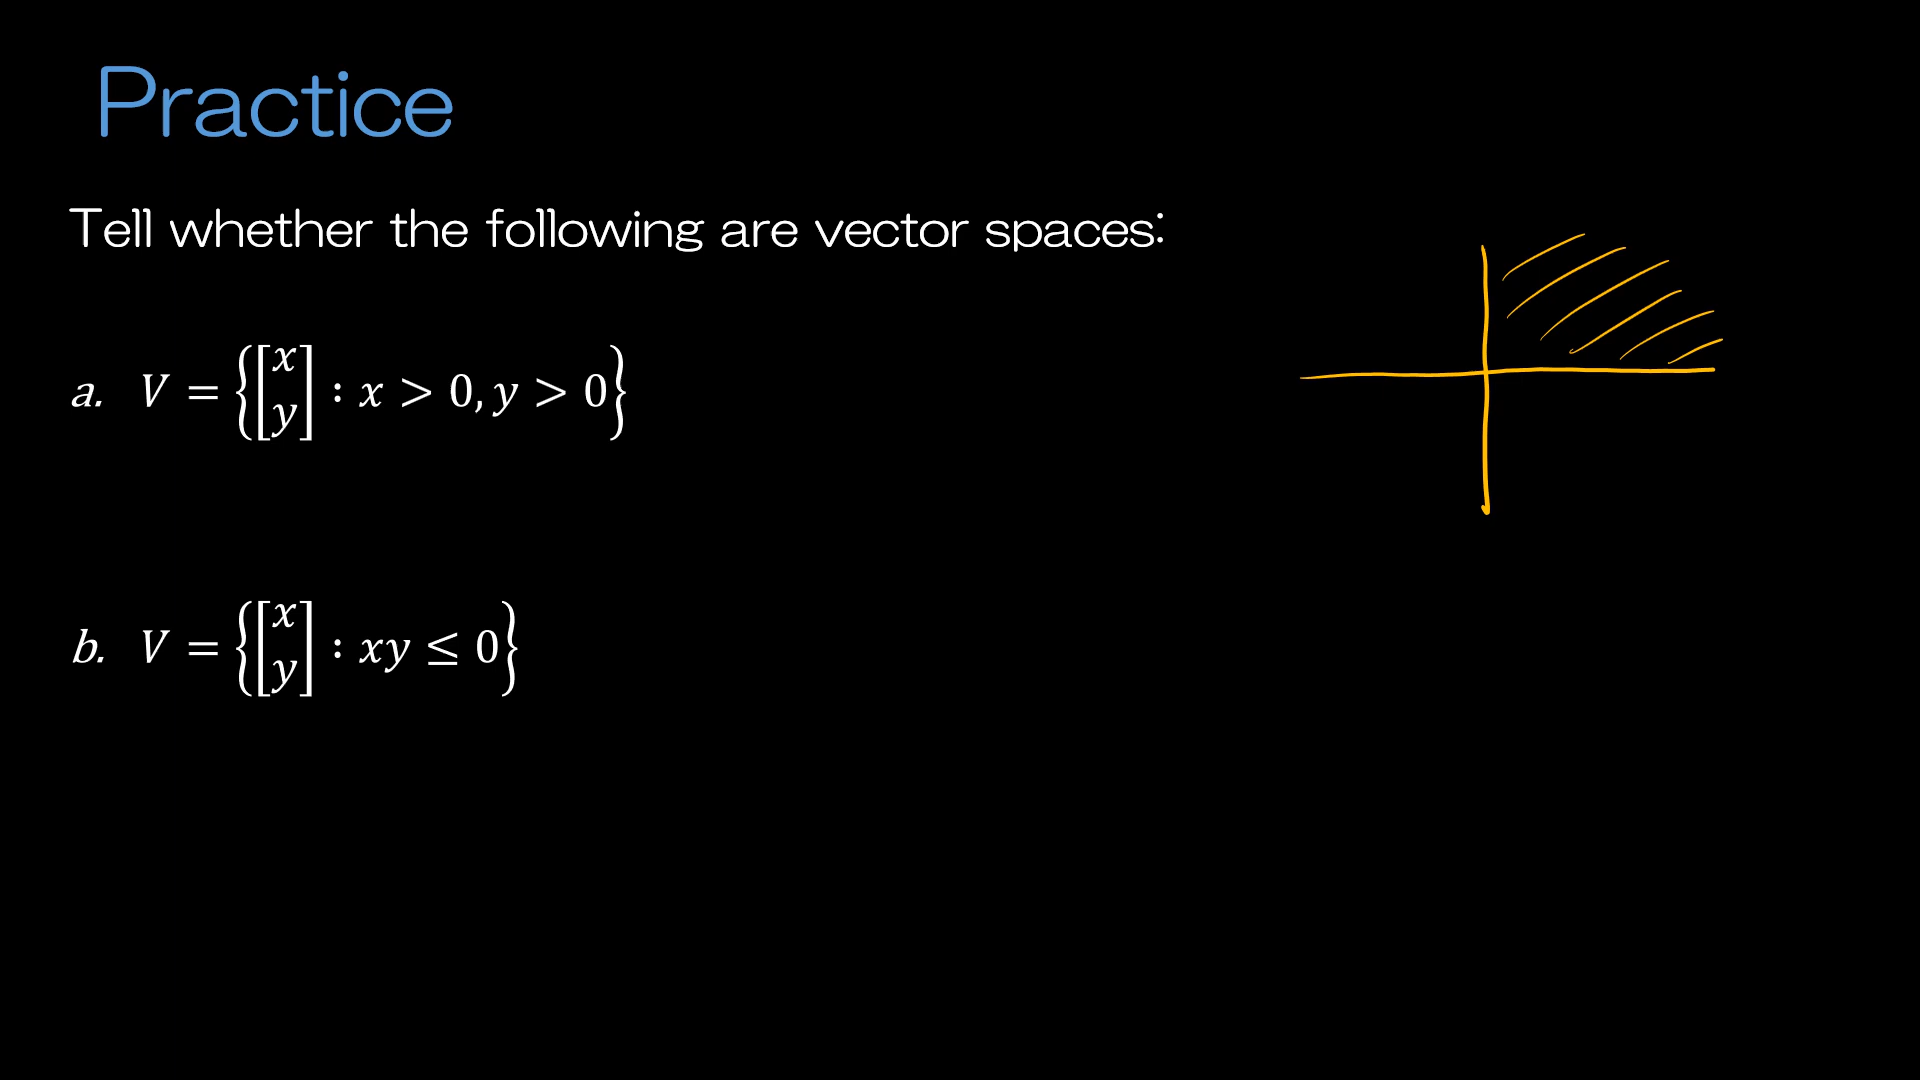 Practice
Tell whether the following are vector spaces:
a. V = {[x y] : x > 0, y > 0}
b. V = {[x y] : xy ≤ 0}